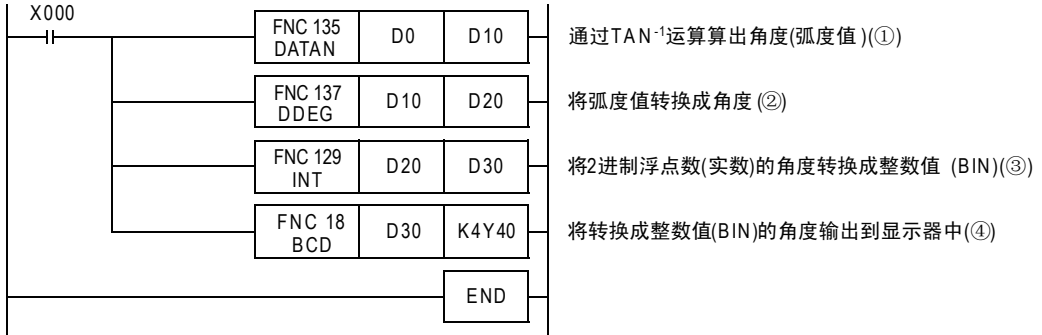 X000
FNC 135 DATAN D0 D10 通过TAN⁻¹运算算出角度(弧度值)(①)
FNC 137 DDEG D10 D20 将弧度值转换成角度(②)
FNC 129 INT D20 D30 将2进制浮点数(实数)的角度转换成整数值 (BIN)(③)
FNC 18 BCD D30 K4Y40 将转换成整数值(BIN)的角度输出到显示器中(④)
END